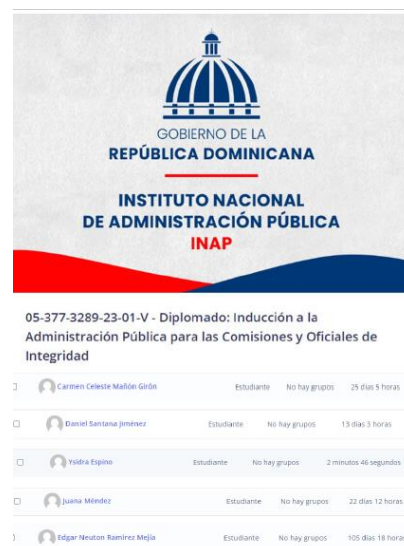 GOBIERNO DE LA
REPÚBLICA DOMINICANA
INSTITUTO NACIONAL
DE ADMINISTRACIÓN PÚBLICA
INAP
05-377-3289-23-01-V - Diplomado: Inducción a la
Administración Pública para las Comisiones y Oficiales de
Integridad
Carmen Celeste Mañón Girón Estudiante No hay grupos 25 días 5 horas
Daniel Santana Jiménez Estudiante No hay grupos 13 días 3 horas
Ysidra Espino Estudiante No hay grupos 2 minutos 46 segundos
Juana Méndez Estudiante No hay grupos 22 días 12 horas
Edgar Neuton Ramírez Mejía Estudiante No hay grupos 105 días 18 horas